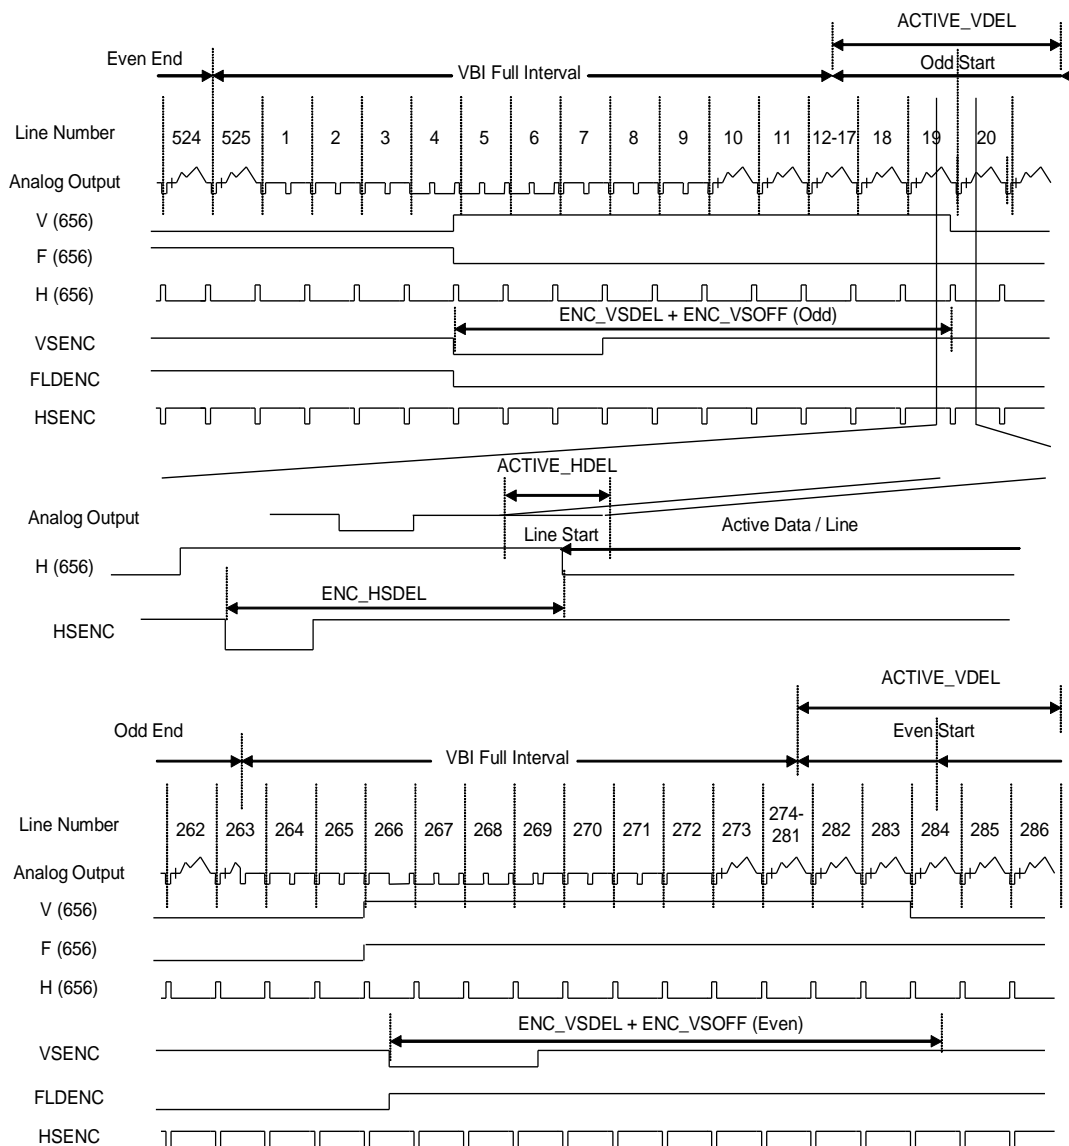 ACTIVE_VDEL
Even End
VBI Full Interval
Odd Start
Line Number
524 525 1 2 3 4 5 6 7 8 9 10 11 12-17 18 19 20
Analog Output
V (656)
F (656)
H (656)
ENC_VSDEL + ENC_VSOFF (Odd)
VSENC
FLDENC
HSENC
ACTIVE_HDEL
Analog Output
Line Start
Active Data / Line
H (656)
ENC_HSDEL
HSENC
ACTIVE_VDEL
Odd End
Even Start
VBI Full Interval
Line Number
262 263 264 265 266 267 268 269 270 271 272 273 274-281 282 283 284 285 286
Analog Output
V (656)
F (656)
H (656)
ENC_VSDEL + ENC_VSOFF (Even)
VSENC
FLDENC
HSENC